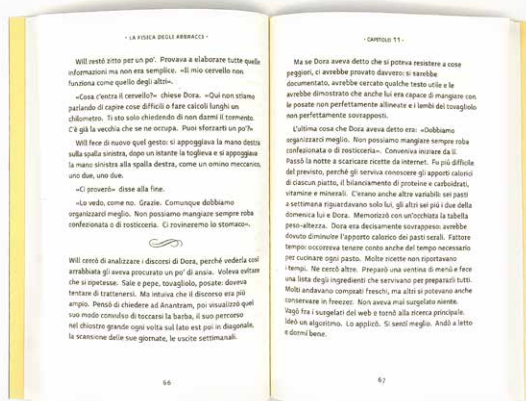 · LA FISICA DEGLI ABBRACCI ·
Will restò zitto per un po'. Provava a elaborare tutte quelle
informazioni ma non era semplice. «Il mio cervello non
funziona come quello degli altri».
«Cosa c'entra il cervello?» chiese Dora. «Qui non stiamo
parlando di capire cose difficili o fare calcoli lunghi un
chilometro. Ti sto solo chiedendo di non darmi il tormento.
C'è già la vecchia che se ne occupa. Puoi sforzarti un po'?»
Will fece di nuovo quel gesto: si appoggiava la mano destra
sulla spalla sinistra, dopo un istante la toglieva e si appoggiava
la mano sinistra alla spalla destra, come un omino meccanico,
uno due, uno due.
«Ci proverò» disse alla fine.
«Lo vedo, come no. Grazie. Comunque dobbiamo
organizzarci meglio. Non possiamo mangiare sempre roba
confezionata o di rosticceria. Ci rovineremo lo stomaco».
Will cercò di analizzare i discorsi di Dora, perché vederla così
arrabbiata gli aveva procurato un po' di ansia. Voleva evitare
che si ripetesse. Sale e pepe, tovagliolo, posate: doveva
tentare di trattenersi. Ma intuiva che il discorso era più
ampio. Pensò di chiedere ad Anantram, poi visualizzò quel
suo modo convulso di toccarsi la barba, il suo percorso
nel chiostro grande ogni volta sul lato est poi in diagonale,
la scansione delle sue giornate, le uscite settimanali.
66
· CAPITOLO 11 ·
Ma se Dora aveva detto che si poteva resistere a cose
peggiori, ci avrebbe provato davvero: si sarebbe
documentato, avrebbe cercato qualche testo utile e le
avrebbe dimostrato che anche lui era capace di mangiare con
le posate non perfettamente allineate e i lembi del tovagliolo
non perfettamente sovrapposti.
L'ultima cosa che Dora aveva detto era: «Dobbiamo
organizzarci meglio. Non possiamo mangiare sempre roba
confezionata o di rosticceria». Conveniva iniziare da lì.
Passò la notte a scaricare ricette da internet. Fu più difficile
del previsto, perché gli serviva conoscere gli apporti calorici
di ciascun piatto, il bilanciamento di proteine e carboidrati,
vitamine e minerali. C'erano anche altre variabili: sei pasti
a settimana riguardavano solo lui, gli altri sei più i due della
domenica lui e Dora. Memorizzò con un'occhiata la tabella
peso-altezza. Dora era decisamente sovrappeso: avrebbe
dovuto diminuire l'apporto calorico dei pasti serali. Fattore
tempo: occorreva tenere conto anche del tempo necessario
per cucinare ogni pasto. Molte ricette non riportavano
i tempi. Ne cercò altre. Preparò una ventina di menù e fece
una lista degli ingredienti che servivano per prepararli tutti.
Molti andavano comprati freschi, ma altri si potevano anche
conservare in freezer. Non aveva mai surgelato niente.
Vagò fra i surgelati del web e tornò alla ricerca principale.
Ideò un algoritmo. Lo applicò. Si sentì meglio. Andò a letto
e dormì bene.
67